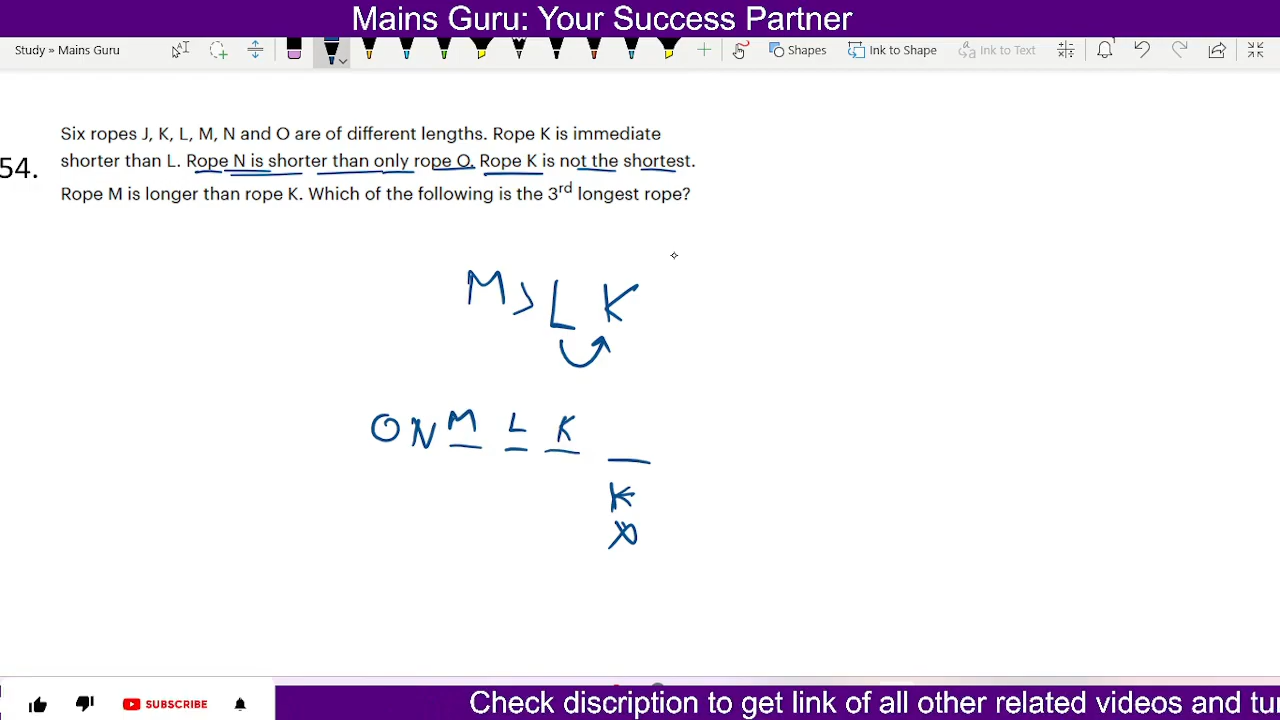 Mains Guru: Your Success Partner
Study » Mains Guru
Shapes
Ink to Shape
Ink to Text
54.
Six ropes J, K, L, M, N and O are of different lengths. Rope K is immediate
shorter than L. Rope N is shorter than only rope O. Rope K is not the shortest.
Rope M is longer than rope K. Which of the following is the 3rd longest rope?
M > L K
O N M L K
K
SUBSCRIBE
Check discription to get link of all other related videos and tu